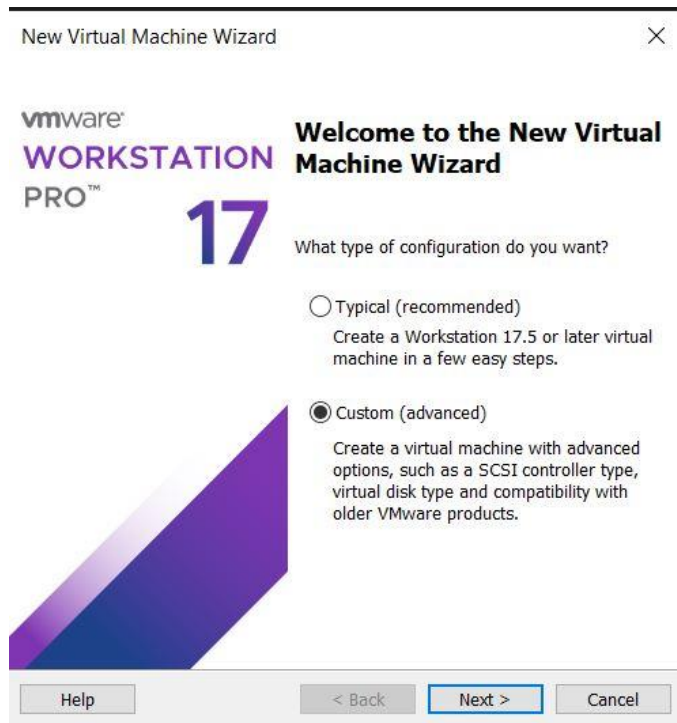 New Virtual Machine Wizard
vmware®
WORKSTATION
PRO™
17
Welcome to the New Virtual
Machine Wizard
What type of configuration do you want?
Typical (recommended)
Create a Workstation 17.5 or later virtual
machine in a few easy steps.
Custom (advanced)
Create a virtual machine with advanced
options, such as a SCSI controller type,
virtual disk type and compatibility with
older VMware products.
Help
< Back
Next >
Cancel